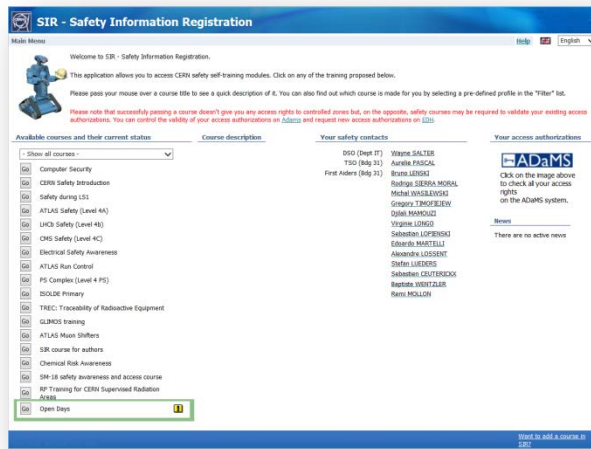 SIR - Safety Information Registration
Main Menu
Help
English
Welcome to SIR - Safety Information Registration.
This application allows you to access CERN safety self-training modules. Click on any of the training proposed below.
Please pass your mouse over a course title to see a quick description of it. You can also find out which course is made for you by selecting a pre-defined profile in the "Filter" list.
Please note that successfuly passing a course doesn't give you any access rights to controlled zones but, on the opposite, safety courses may be required to validate your existing access
authorizations. You can control the validity of your access authorizations on Adams and request new access authorizations on EDH.
Available courses and their current status
- Show all courses -
Go Computer Security
Go CERN Safety Introduction
Go Safety during LS1
Go ATLAS Safety (Level 4A)
Go LHCb Safety (Level 4b)
Go CMS Safety (Level 4C)
Go Electrical Safety Awareness
Go ATLAS Run Control
Go PS Complex (Level 4 PS)
Go ISOLDE Primary
Go TREC: Traceability of Radioactive Equipment
Go GLIMOS training
Go ATLAS Muon Shifters
Go SIR course for authors
Go Chemical Risk Awareness
Go SM-18 safety awareness and access course
Go RP Training for CERN Supervised Radiation
Areas
Go Open Days
Course description
Your safety contacts
DSO (Dept IT) Wayne SALTER
TSO (Bdg 31) Aurelie PASCAL
First Aiders (Bdg 31) Bruno LENSKI
Rodrigo SIERRA MORAL
Michal WASILEWSKI
Gregory TIMOFIEJEW
Djilali MAMOUZI
Virginie LONGO
Sebastian LOPIENSKI
Edoardo MARTELLI
Alexandre LOSSENT
Stefan LUEDERS
Sebastien CEUTERICKX
Baptiste WENTZLER
Remi MOLLON
Your access authorizations
ADaMS
Click on the image above
to check all your access
rights
on the ADaMS system.
News
There are no active news
Want to add a course in
SIR?